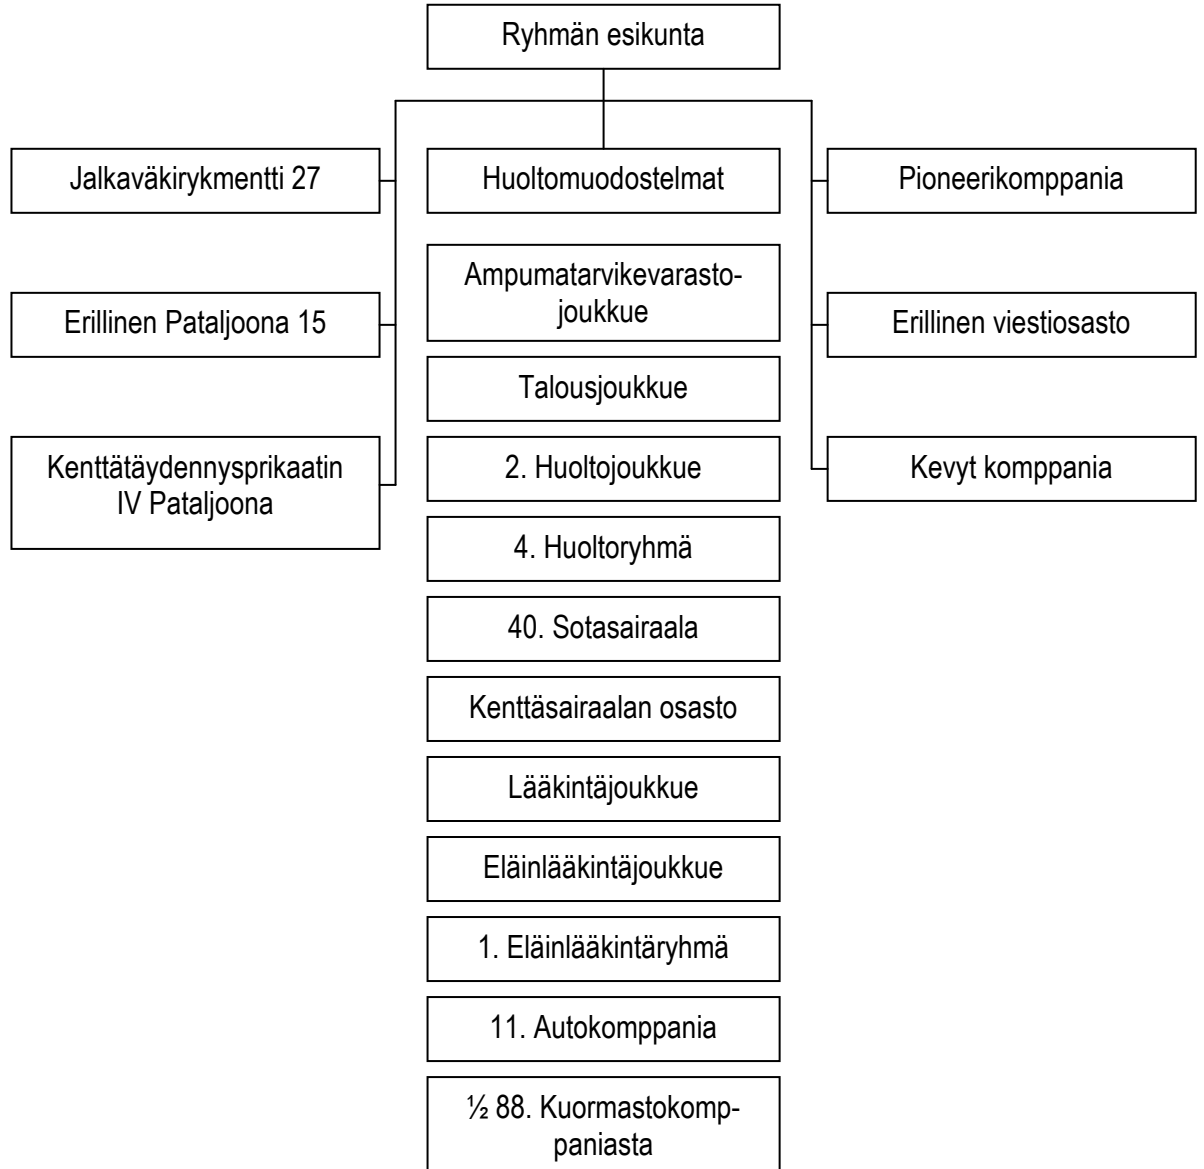 Ryhmän esikunta
Jalkaväkirykmentti 27
Huoltomuodostelmat
Pioneerikomppania
Ampumatarvikevarasto-
joukkue
Erillinen Pataljoona 15
Erillinen viestiosasto
Talousjoukkue
Kenttätäydennysprikaatin
IV Pataljoona
2. Huoltojoukkue
Kevyt komppania
4. Huoltoryhmä
40. Sotasairaala
Kenttäsairaalan osasto
Lääkintäjoukkue
Eläinlääkintäjoukkue
1. Eläinlääkintäryhmä
11. Autokomppania
½ 88. Kuormastokomp-
paniasta